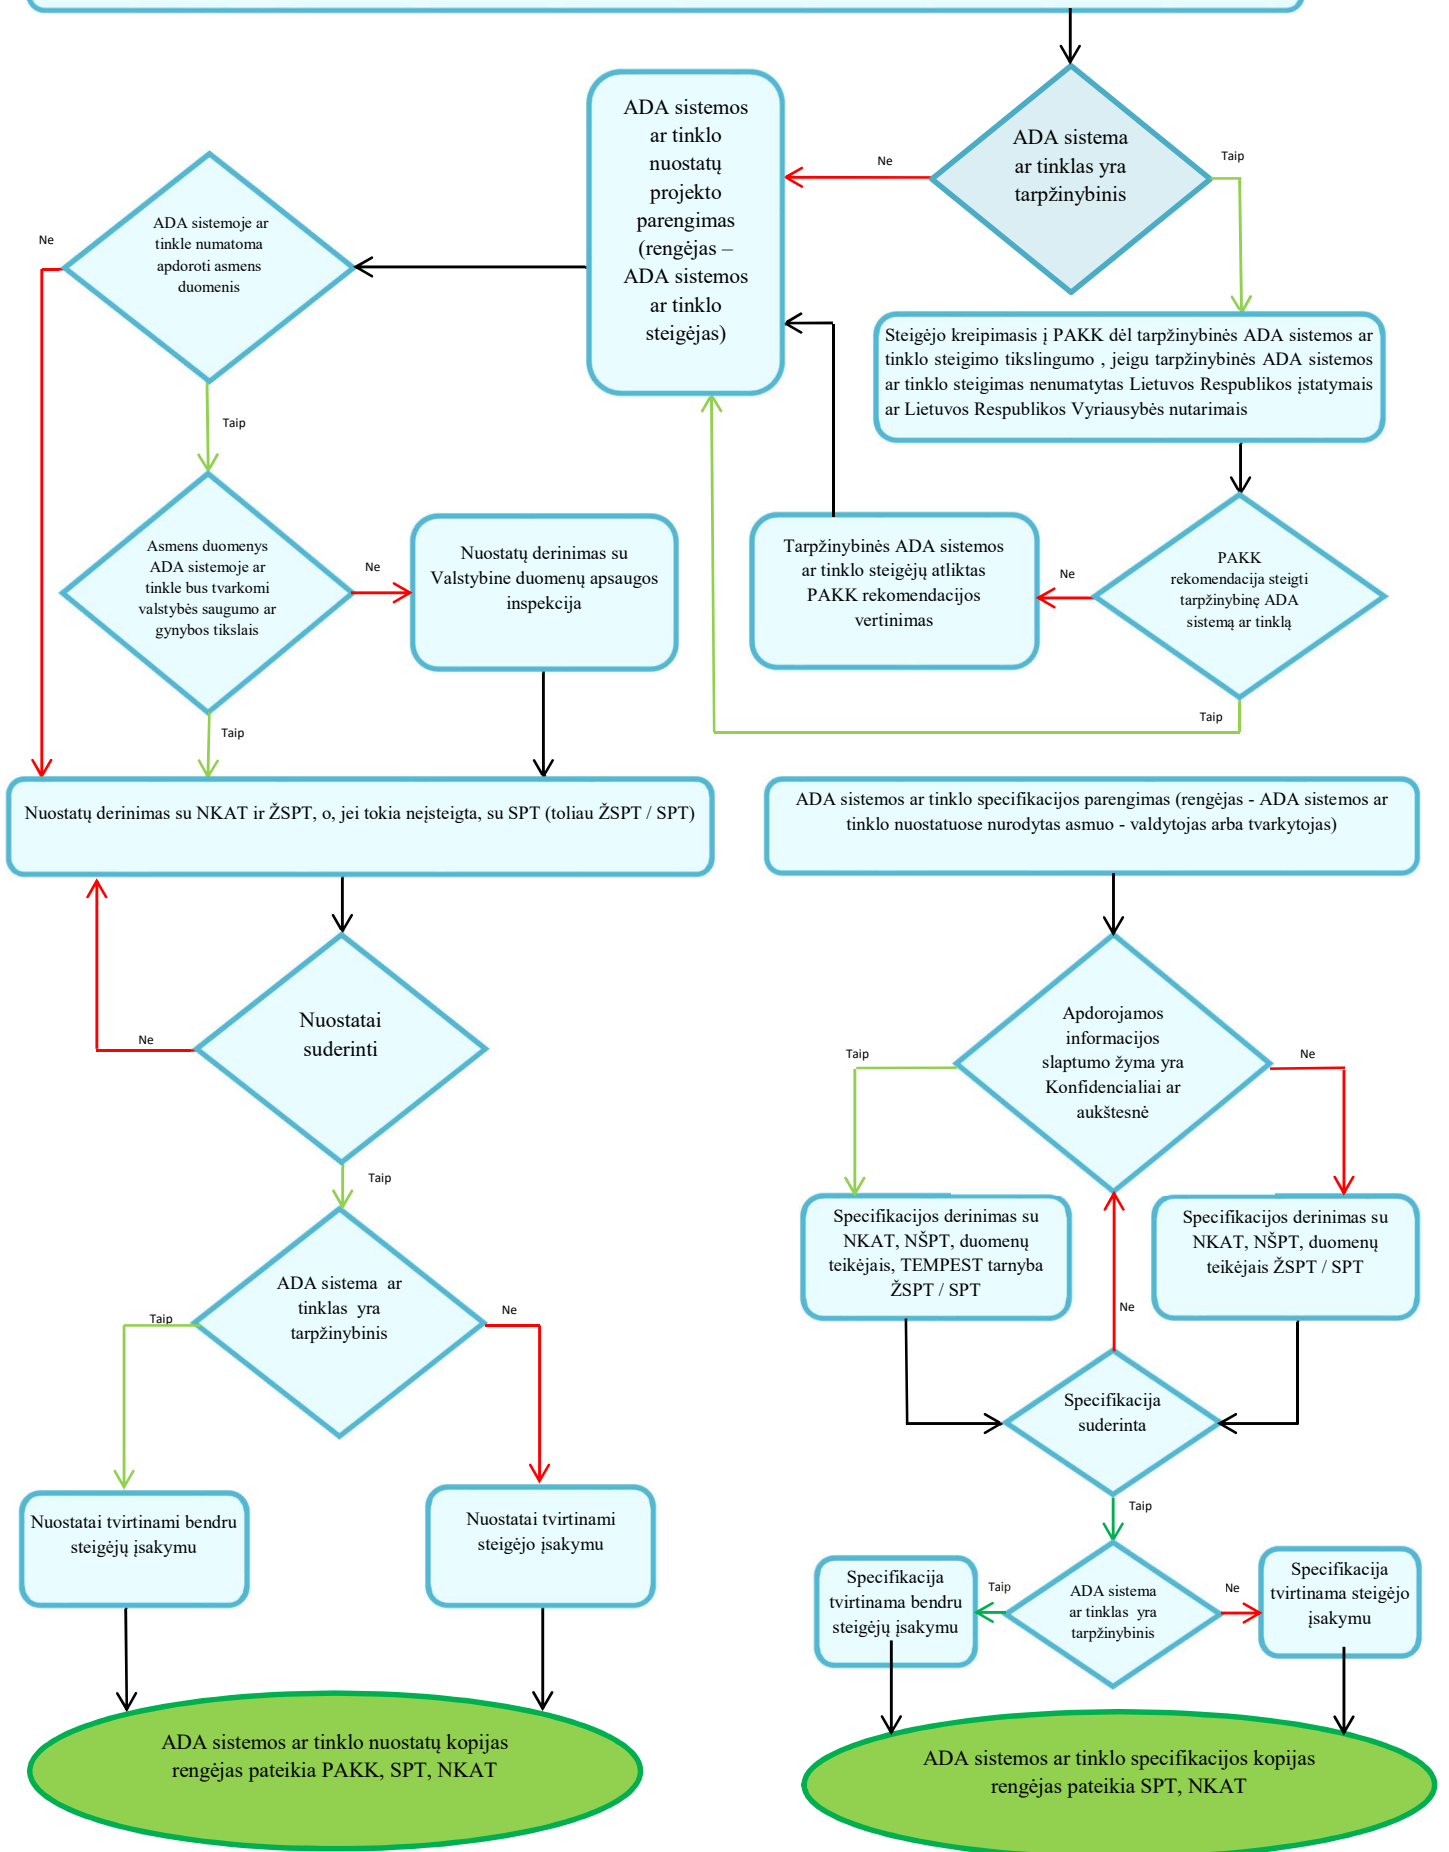 ADA sistema
ar tinklas yra
tarpžinybinis
Ne
Taip
ADA sistemos
ar tinklo
nuostatų
projekto
parengimas
(rengėjas –
ADA sistemos
ar tinklo
steigėjas)
ADA sistemoje ar
tinkle numatoma
apdoroti asmens
duomenis
Ne
Taip
Steigėjo kreipimasis į PAKK dėl tarpžinybinės ADA sistemos ar
tinklo steigimo tikslingumo , jeigu tarpžinybinės ADA sistemos
ar tinklo steigimas nenumatytas Lietuvos Respublikos įstatymais
ar Lietuvos Respublikos Vyriausybės nutarimais
PAKK
rekomendacija steigti
tarpžinybinę ADA
sistemą ar tinklą
Ne
Taip
Tarpžinybinės ADA sistemos
ar tinklo steigėjų atliktas
PAKK rekomendacijos
vertinimas
Asmens duomenys
ADA sistemoje ar
tinkle bus tvarkomi
valstybės saugumo ar
gynybos tikslais
Ne
Taip
Nuostatų derinimas su
Valstybine duomenų apsaugos
inspekcija
Nuostatų derinimas su NKAT ir ŽSPT, o, jei tokia neįsteigta, su SPT (toliau ŽSPT / SPT)
Nuostatai
suderinti
Ne
Taip
ADA sistema ar
tinklas yra
tarpžinybinis
Taip
Ne
Nuostatai tvirtinami bendru
steigėjų įsakymu
Nuostatai tvirtinami
steigėjo įsakymu
ADA sistemos ar tinklo nuostatų kopijas
rengėjas pateikia PAKK, SPT, NKAT
ADA sistemos ar tinklo specifikacijos parengimas (rengėjas - ADA sistemos ar
tinklo nuostatuose nurodytas asmuo - valdytojas arba tvarkytojas)
Apdorojamos
informacijos
slaptumo žyma yra
Konfidencialiai ar
aukštesnė
Taip
Ne
Specifikacijos derinimas su
NKAT, NŠPT, duomenų
teikėjais, TEMPEST tarnyba
ŽSPT / SPT
Specifikacijos derinimas su
NKAT, NŠPT, duomenų
teikėjais ŽSPT / SPT
Ne
Specifikacija
suderinta
Taip
ADA sistema
ar tinklas yra
tarpžinybinis
Taip
Ne
Specifikacija
tvirtinama bendru
steigėjų įsakymu
Specifikacija
tvirtinama steigėjo
įsakymu
ADA sistemos ar tinklo specifikacijos kopijas
rengėjas pateikia SPT, NKAT